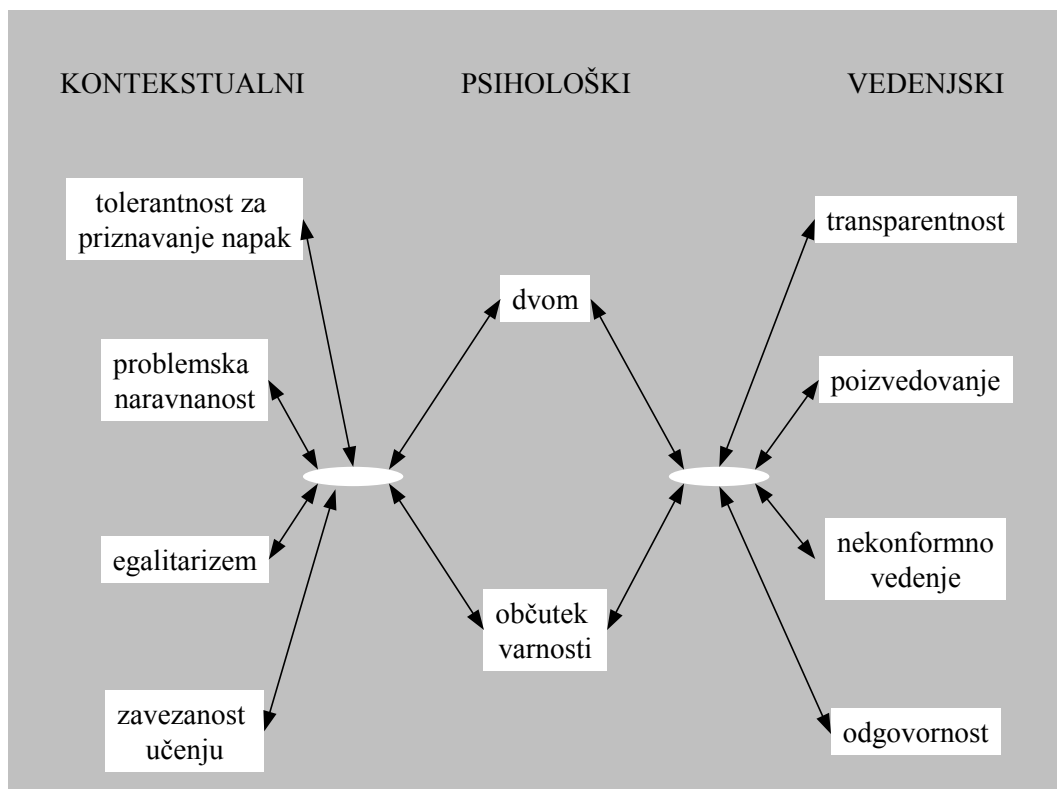 KONTEKSTUALNI
PSIHOLOŠKI
VEDENJSKI
tolerantnost za
priznavanje napak
problemska
naravnanost
egalitarizem
zavezanost
učenju
dvom
občutek
varnosti
transparentnost
poizvedovanje
nekonformno
vedenje
odgovornost